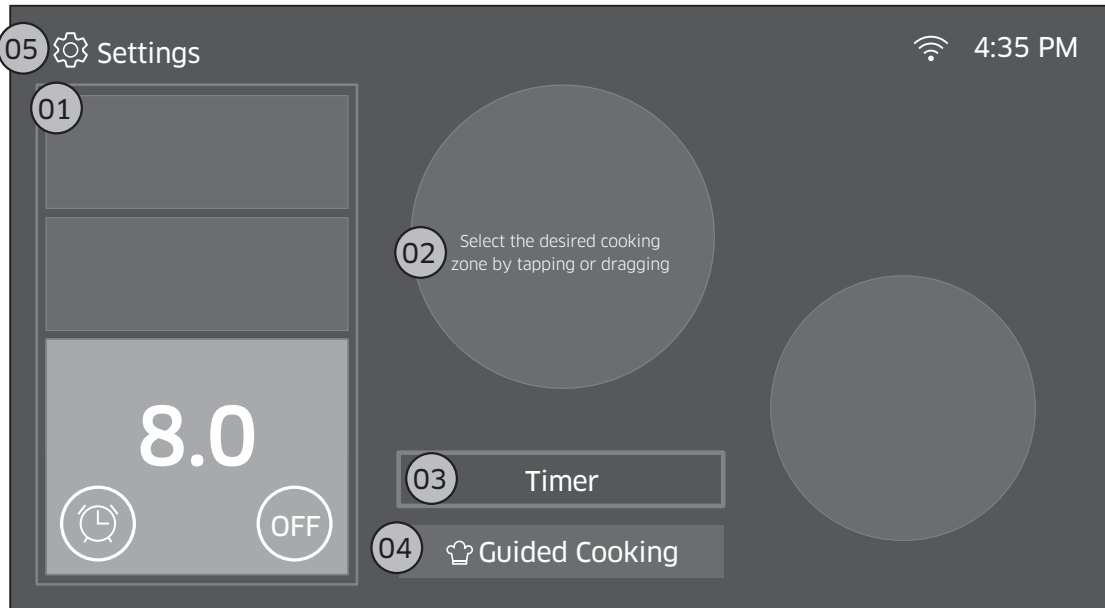 05 Settings 4:35 PM
01
02 Select the desired cooking
zone by tapping or dragging
8.0
OFF
03 Timer
04 Guided Cooking